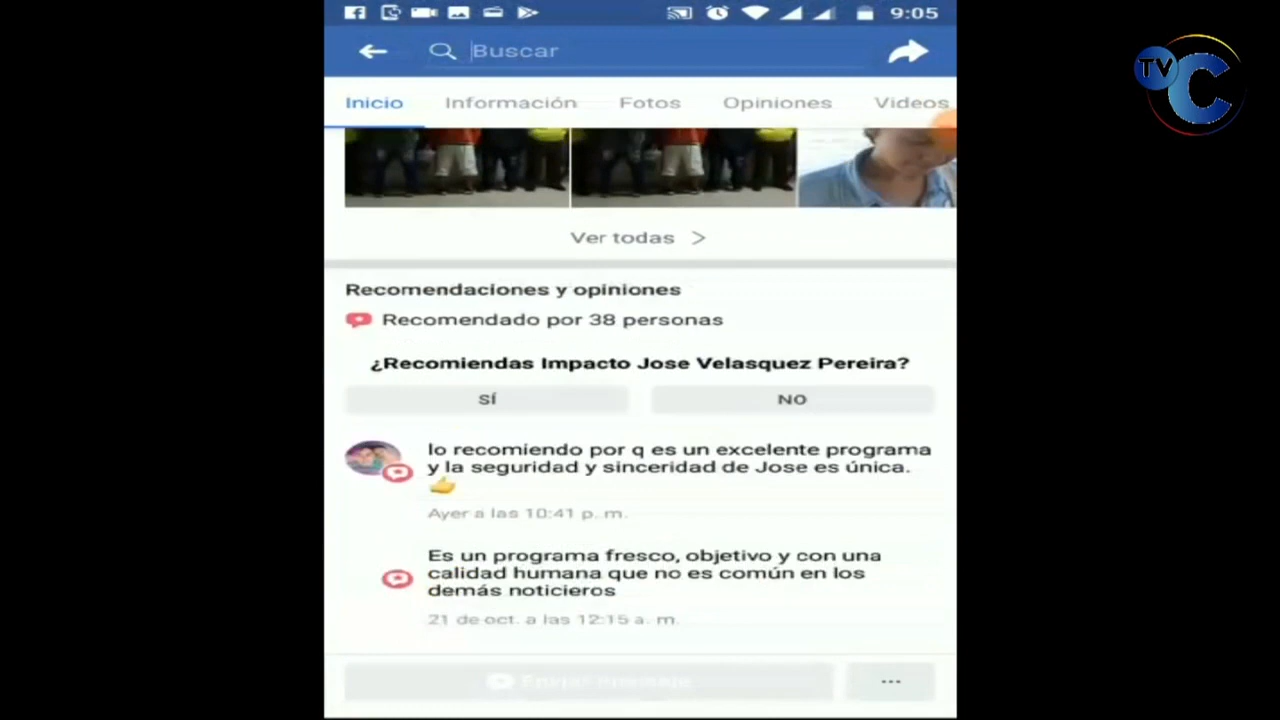 9:05
Buscar
TVC
Inicio Información Fotos Opiniones Videos
Ver todas >
Recomendaciones y opiniones
Recomendado por 38 personas
¿Recomiendas Impacto Jose Velasquez Pereira?
SÍ NO
lo recomiendo por q es un excelente programa
y la seguridad y sinceridad de Jose es única.
👍
Ayer a las 10:41 p. m.
Es un programa fresco, objetivo y con una
calidad humana que no es común en los
demás noticieros
21 de oct. a las 12:15 a. m.
Enviar mensaje
...